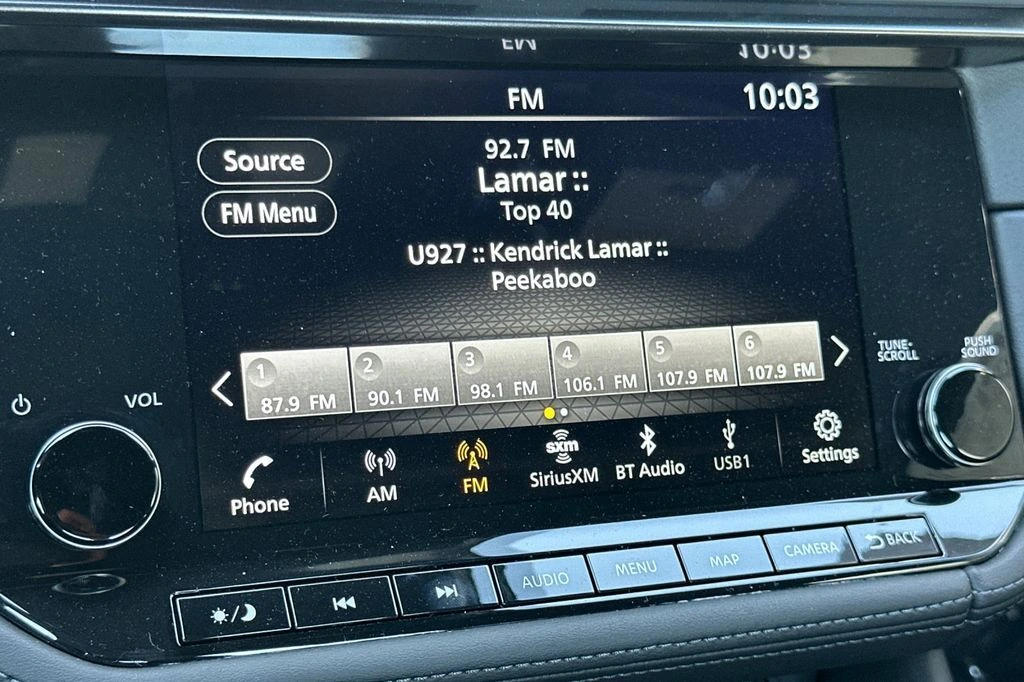 FM 10:03
Source
FM Menu
92.7 FM
Lamar ::
Top 40
U927 :: Kendrick Lamar ::
Peekaboo
1 87.9 FM
2 90.1 FM
3 98.1 FM
4 106.1 FM
5 107.9 FM
6 107.9 FM
VOL
TUNE-
SCROLL
PUSH
SOUND
Phone
AM
FM
sxm
SiriusXM
BT Audio
USB1
Settings
AUDIO
MENU
MAP
CAMERA
BACK